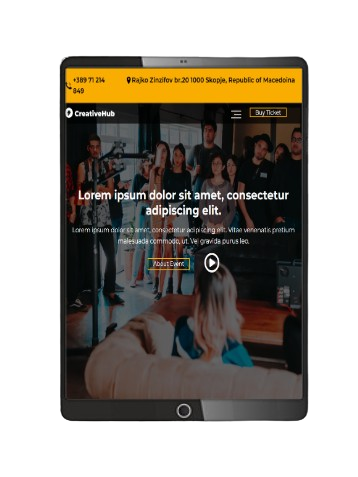 +389 71 214
849
Rajko Zinzifov br.20 1000 Skopje, Republic of Macedoina
CreativeHub
Buy Ticket
Lorem ipsum dolor sit amet, consectetur
adipiscing elit.
Lorem ipsum dolor sit amet, consectetur adipiscing elit. Vitae venenatis pretium
malesuada commodo, ut. Vel gravida purus leo.
About Event